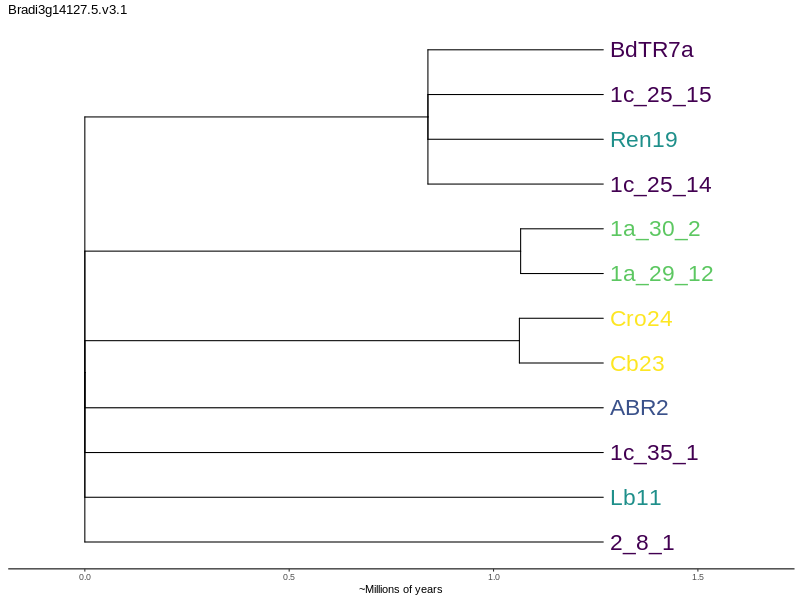 Bradi3g14127.5.v3.1
BdTR7a
1c_25_15
Ren19
1c_25_14
1a_30_2
1a_29_12
Cro24
Cb23
ABR2
1c_35_1
Lb11
2_8_1
0.0 0.5 1.0 1.5
~Millions of years